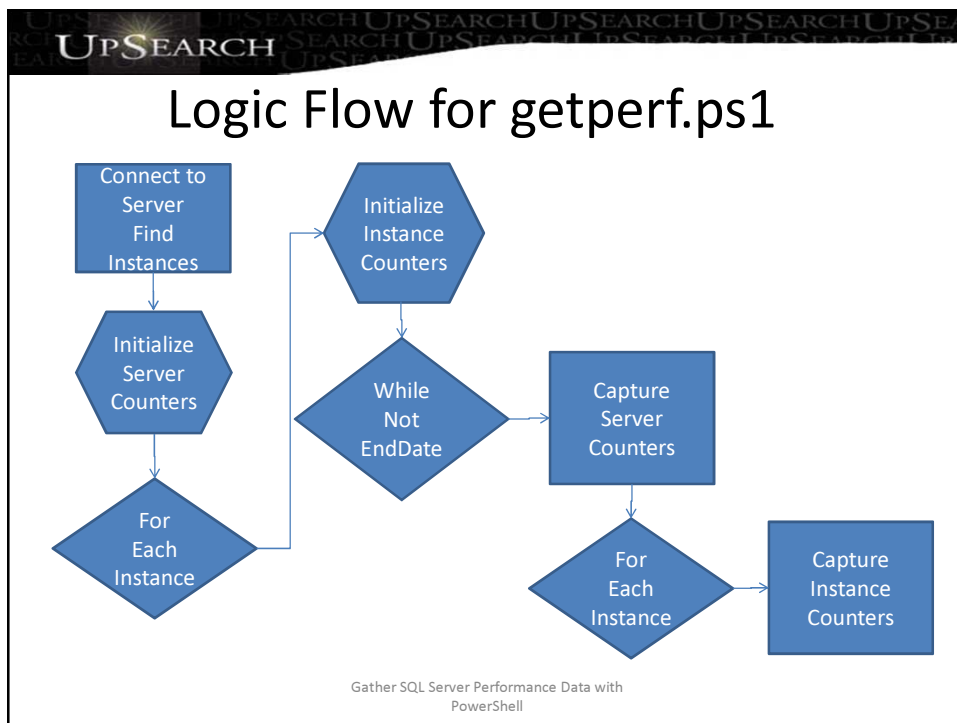 UPSEARCH
Logic Flow for getperf.ps1
Connect to
Server
Find
Instances
Initialize
Server
Counters
For
Each
Instance
Initialize
Instance
Counters
While
Not
EndDate
Capture
Server
Counters
For
Each
Instance
Capture
Instance
Counters
Gather SQL Server Performance Data with
PowerShell